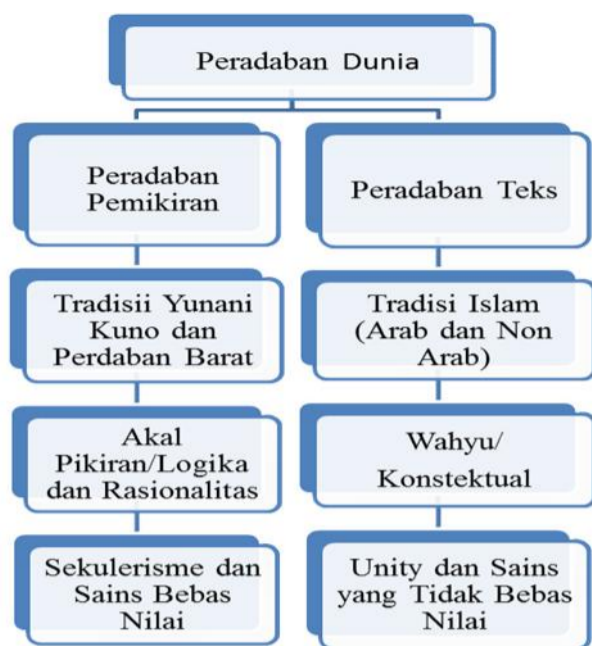 Peradaban Dunia
Peradaban
Pemikiran
Peradaban Teks
Tradisii Yunani
Kuno dan
Perdaban Barat
Tradisi Islam
(Arab dan Non
Arab)
Akal
Pikiran/Logika
dan Rasionalitas
Wahyu/
Konstektual
Sekulerisme dan
Sains Bebas
Nilai
Unity dan Sains
yang Tidak Bebas
Nilai